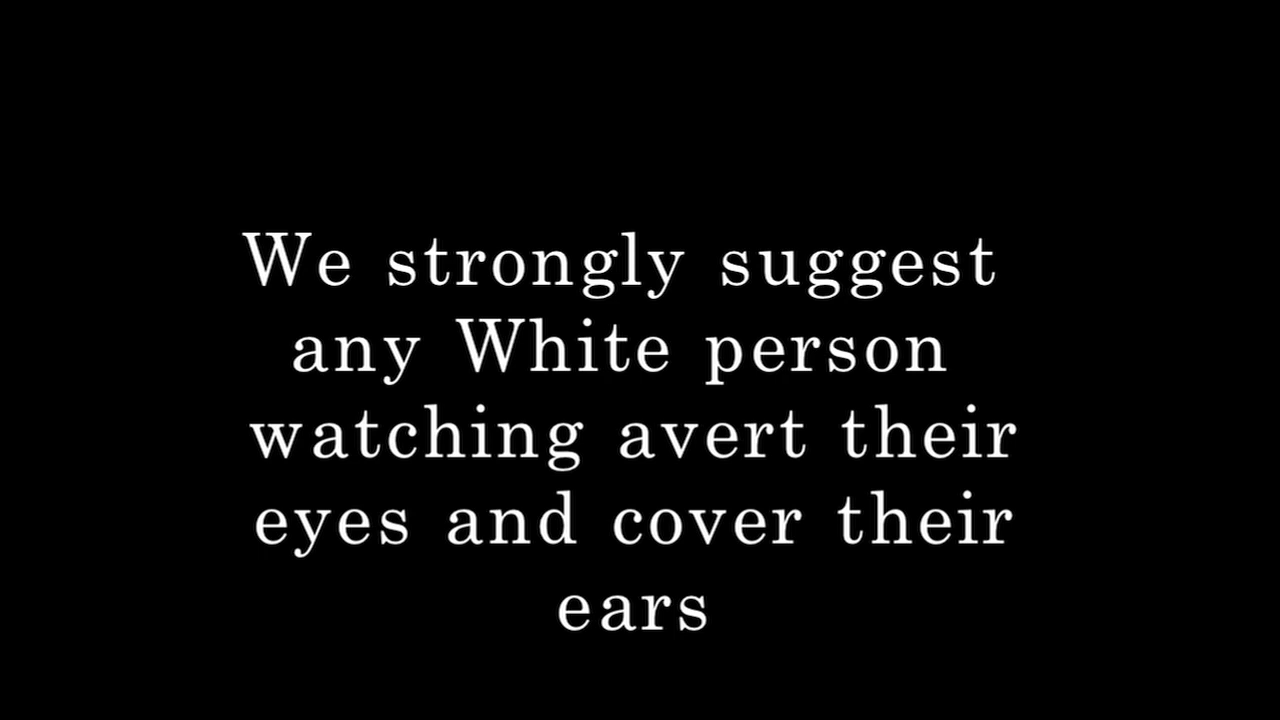 We strongly suggest
any White person
watching avert their
eyes and cover their
ears